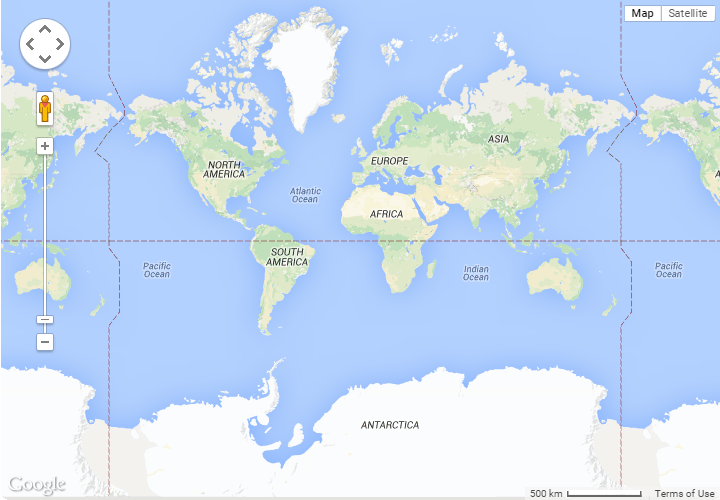 Map
Satellite
ASIA
EUROPE
NORTH
AMERICA
Atlantic
Ocean
AFRICA
SOUTH
AMERICA
Pacific
Ocean
Indian
Ocean
Pacific
Ocean
ANTARCTICA
Google
500 km
Terms of Use